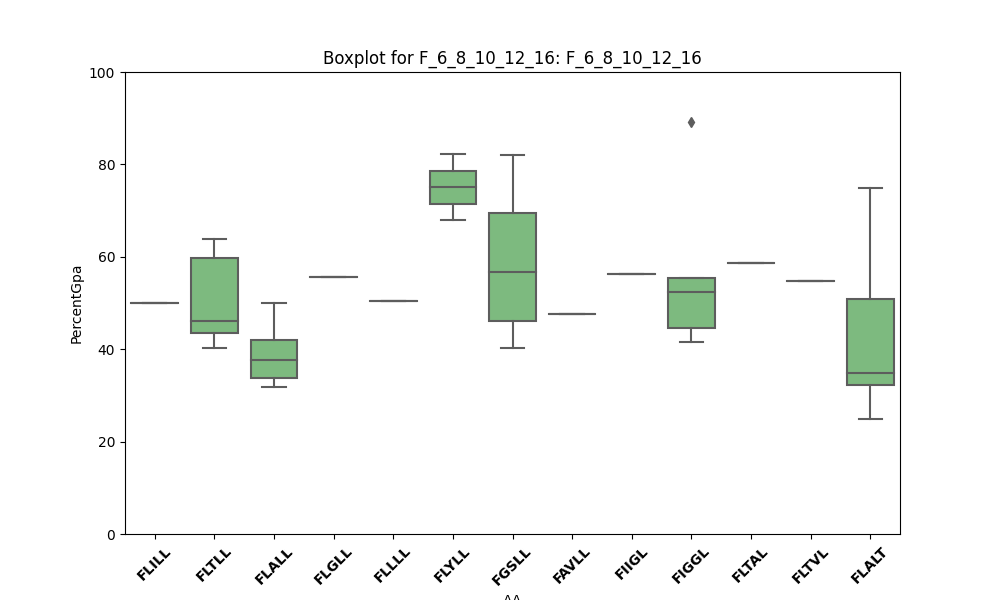 Boxplot for F_6_8_10_12_16: F_6_8_10_12_16
100
80
60
40
20
0
PercentGpa
FLILL FLTLL FLALL FLGLL FLLLL FLYLL FGSLL FAVLL FIIGL FIGGL FLTAL FLTVL FLALT
AA